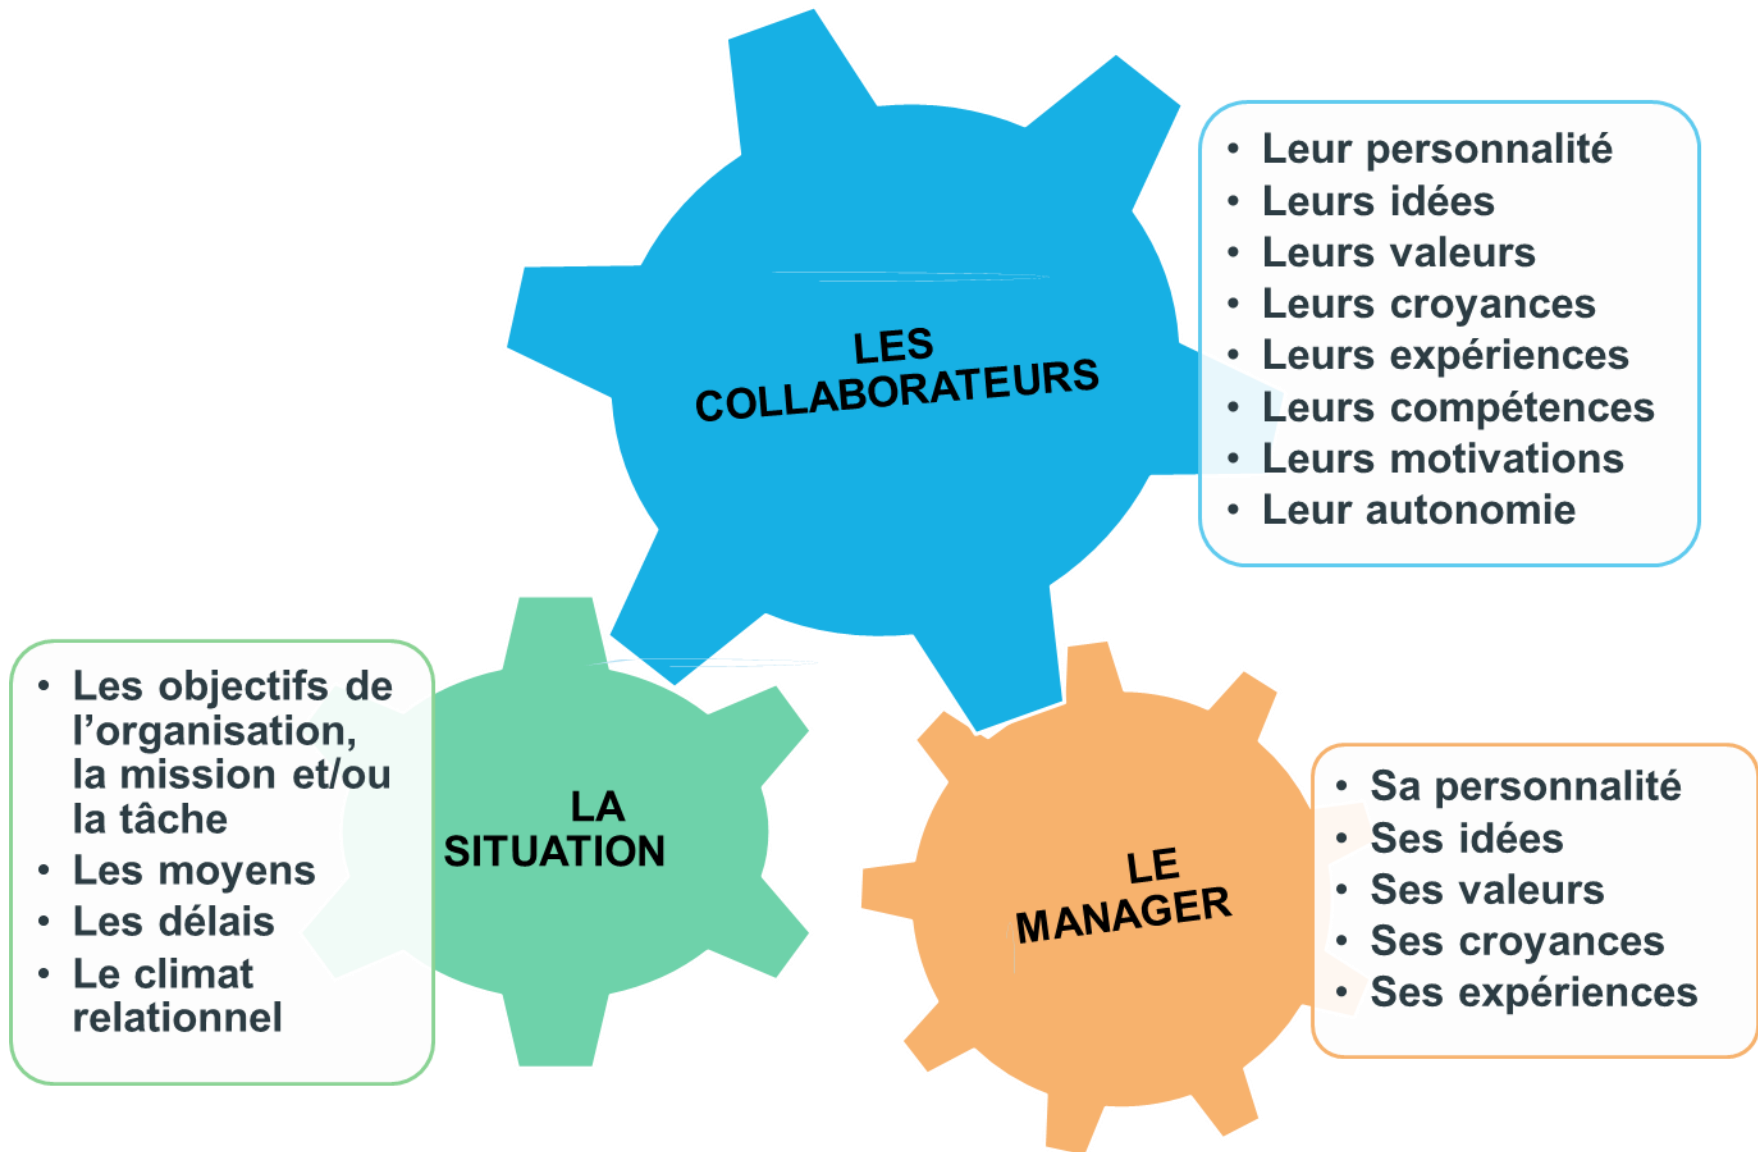 LES
COLLABORATEURS
• Leur personnalité
• Leurs idées
• Leurs valeurs
• Leurs croyances
• Leurs expériences
• Leurs compétences
• Leurs motivations
• Leur autonomie
• Les objectifs de
l’organisation,
la mission et/ou
la tâche
• Les moyens
• Les délais
• Le climat
relationnel
LA
SITUATION
LE
MANAGER
• Sa personnalité
• Ses idées
• Ses valeurs
• Ses croyances
• Ses expériences